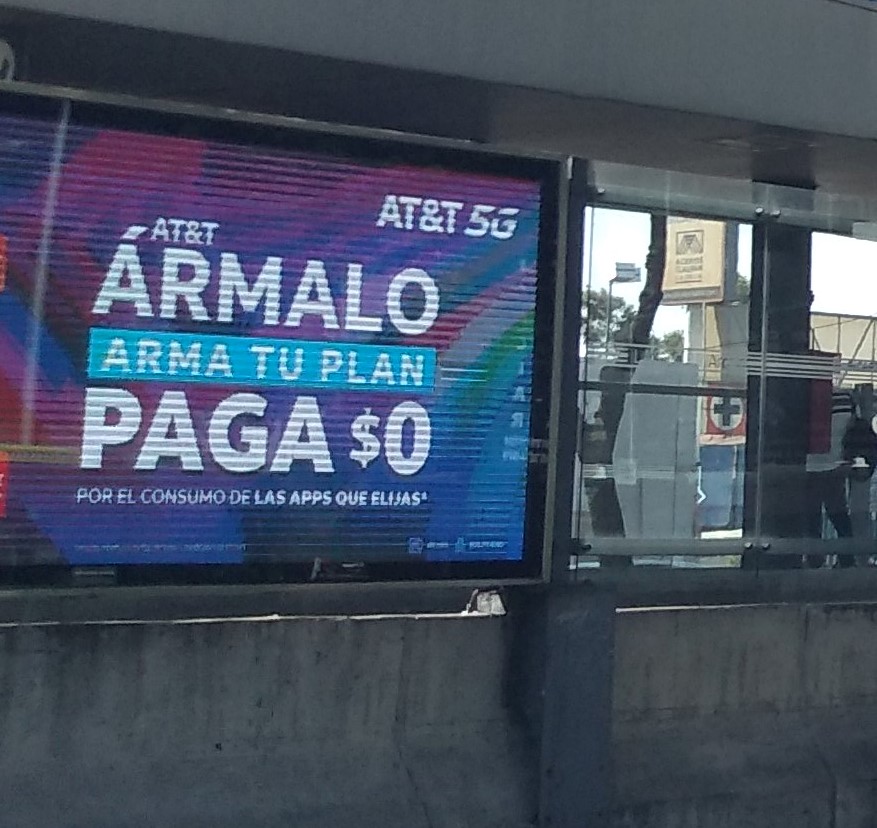 AT&T 5G
AT&T
ÁRMALO
ARMA TU PLAN
PAGA $0
POR EL CONSUMO DE LAS APPS QUE ELIJAS*